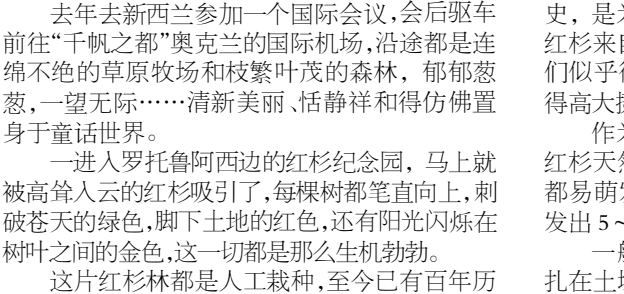 去年去新西兰参加一个国际会议,会后驱车
前往“千帆之都”奥克兰的国际机场,沿途都是连
绵不绝的草原牧场和枝繁叶茂的森林，郁郁葱
葱,一望无际……清新美丽、恬静祥和得仿佛置
身于童话世界。
一进入罗托鲁阿西边的红杉纪念园，马上就
被高耸入云的红杉吸引了,每棵树都笔直向上,刺
破苍天的绿色,脚下土地的红色,还有阳光闪烁在
树叶之间的金色,这一切都是那么生机勃勃。
这片红杉林都是人工栽种,至今已有百年历
史，是
红杉来
们似乎
得高大
作
红杉天
都易萌
发出5~
一
扎在土